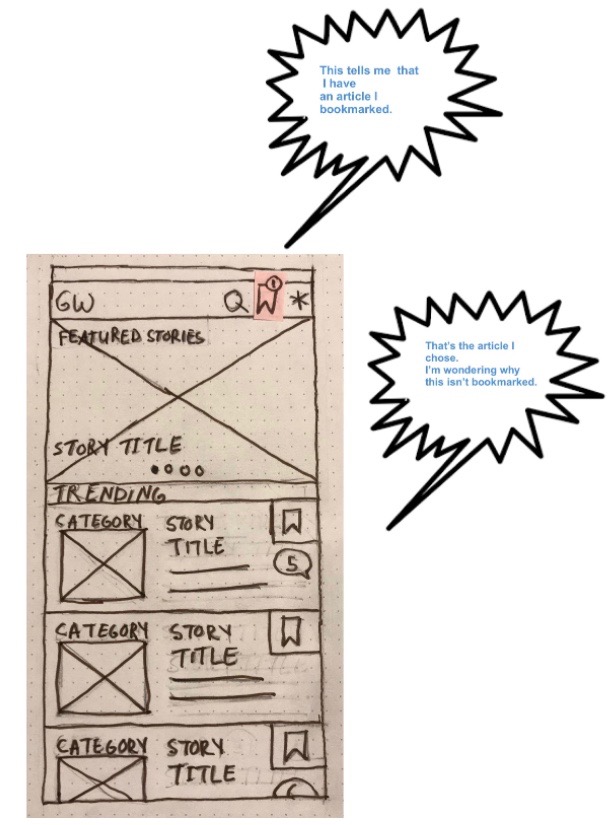 This tells me that
I have
an article I
bookmarked.
GW
1
FEATURED STORIES
That's the article I
chose.
I'm wondering why
this isn't bookmarked.
STORY TITLE
TRENDING
CATEGORY STORY
TITLE
5
CATEGORY STORY
TITLE
CATEGORY STORY
TITLE